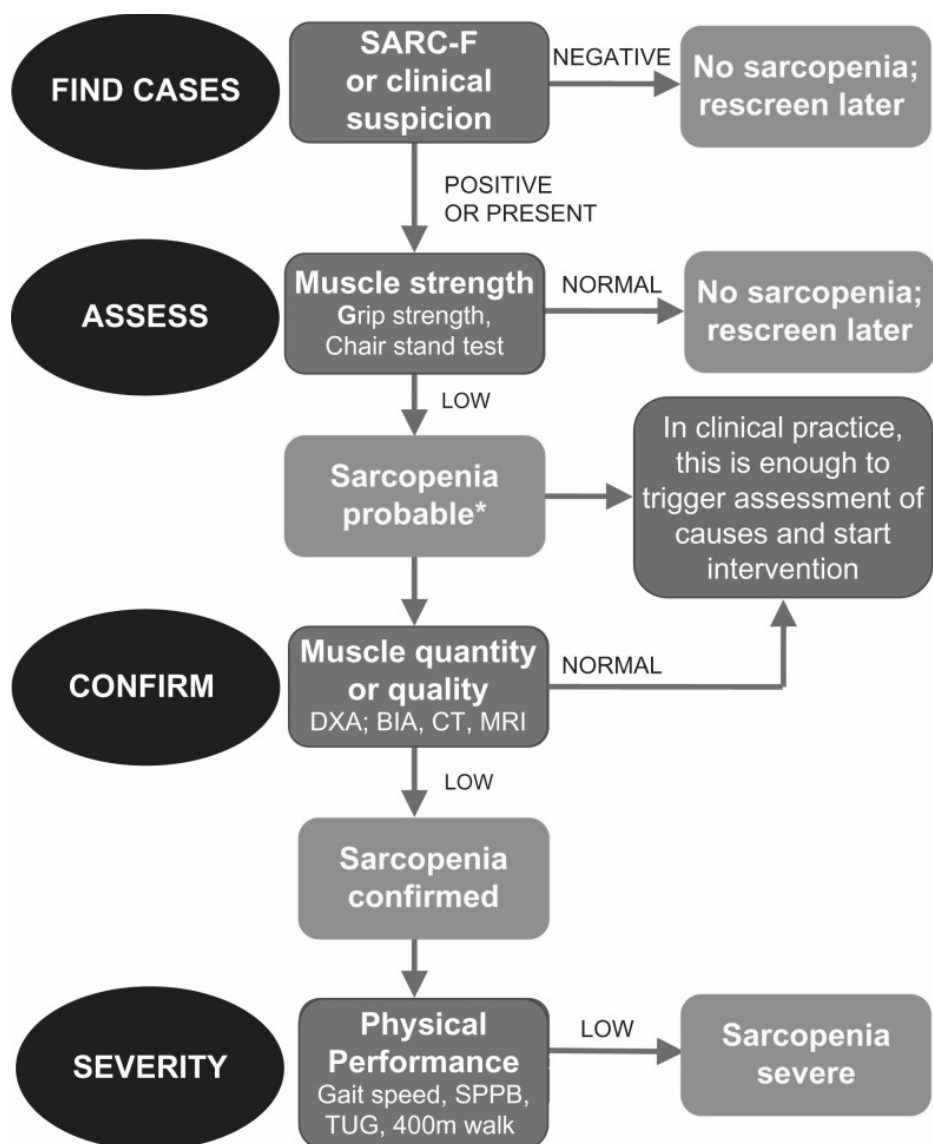 FIND CASES
SARC-F
or clinical
suspicion
NEGATIVE
No sarcopenia;
rescreen later
POSITIVE
OR PRESENT
ASSESS
Muscle strength
Grip strength,
Chair stand test
NORMAL
No sarcopenia;
rescreen later
LOW
Sarcopenia
probable*
In clinical practice,
this is enough to
trigger assessment of
causes and start
intervention
CONFIRM
Muscle quantity
or quality
DXA; BIA, CT, MRI
NORMAL
LOW
Sarcopenia
confirmed
SEVERITY
Physical
Performance
Gait speed, SPPB,
TUG, 400m walk
LOW
Sarcopenia
severe